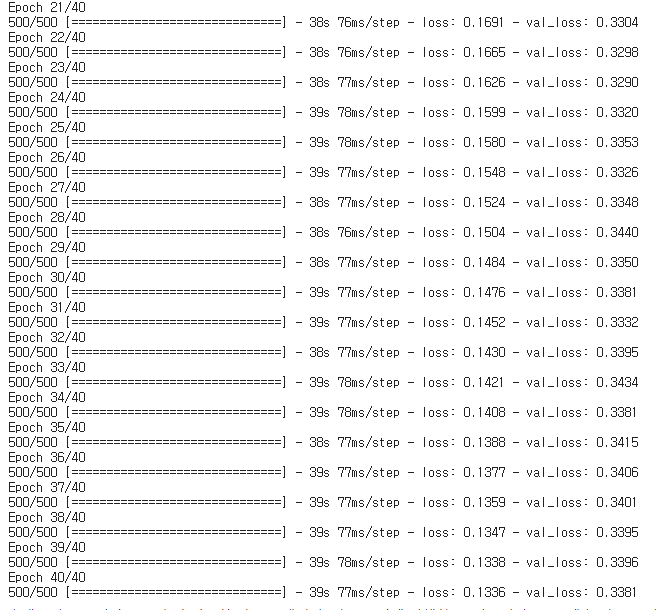 Epoch 21/40
500/500 [==============================] - 38s 76ms/step - loss: 0.1691 - val_loss: 0.3304
Epoch 22/40
500/500 [==============================] - 38s 76ms/step - loss: 0.1665 - val_loss: 0.3298
Epoch 23/40
500/500 [==============================] - 38s 77ms/step - loss: 0.1626 - val_loss: 0.3290
Epoch 24/40
500/500 [==============================] - 39s 78ms/step - loss: 0.1599 - val_loss: 0.3320
Epoch 25/40
500/500 [==============================] - 39s 78ms/step - loss: 0.1580 - val_loss: 0.3353
Epoch 26/40
500/500 [==============================] - 39s 77ms/step - loss: 0.1548 - val_loss: 0.3326
Epoch 27/40
500/500 [==============================] - 38s 77ms/step - loss: 0.1524 - val_loss: 0.3348
Epoch 28/40
500/500 [==============================] - 38s 76ms/step - loss: 0.1504 - val_loss: 0.3440
Epoch 29/40
500/500 [==============================] - 38s 77ms/step - loss: 0.1484 - val_loss: 0.3350
Epoch 30/40
500/500 [==============================] - 39s 77ms/step - loss: 0.1476 - val_loss: 0.3381
Epoch 31/40
500/500 [==============================] - 39s 77ms/step - loss: 0.1452 - val_loss: 0.3332
Epoch 32/40
500/500 [==============================] - 38s 77ms/step - loss: 0.1430 - val_loss: 0.3395
Epoch 33/40
500/500 [==============================] - 39s 78ms/step - loss: 0.1421 - val_loss: 0.3434
Epoch 34/40
500/500 [==============================] - 39s 78ms/step - loss: 0.1408 - val_loss: 0.3381
Epoch 35/40
500/500 [==============================] - 38s 77ms/step - loss: 0.1388 - val_loss: 0.3415
Epoch 36/40
500/500 [==============================] - 39s 77ms/step - loss: 0.1377 - val_loss: 0.3406
Epoch 37/40
500/500 [==============================] - 39s 77ms/step - loss: 0.1359 - val_loss: 0.3401
Epoch 38/40
500/500 [==============================] - 39s 77ms/step - loss: 0.1347 - val_loss: 0.3395
Epoch 39/40
500/500 [==============================] - 39s 78ms/step - loss: 0.1338 - val_loss: 0.3396
Epoch 40/40
500/500 [==============================] - 39s 77ms/step - loss: 0.1336 - val_loss: 0.3381